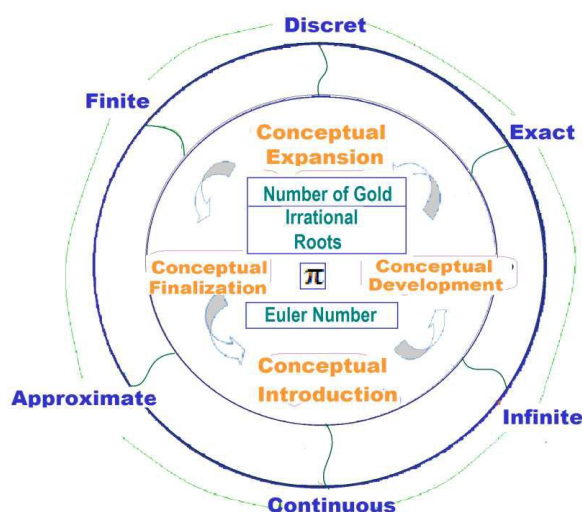 Discret
Finite
Exact
Conceptual
Expansion
Number of Gold
Irrational
Roots
Conceptual
Finalization
π
Conceptual
Development
Euler Number
Conceptual
Introduction
Approximate
Infinite
Continuous